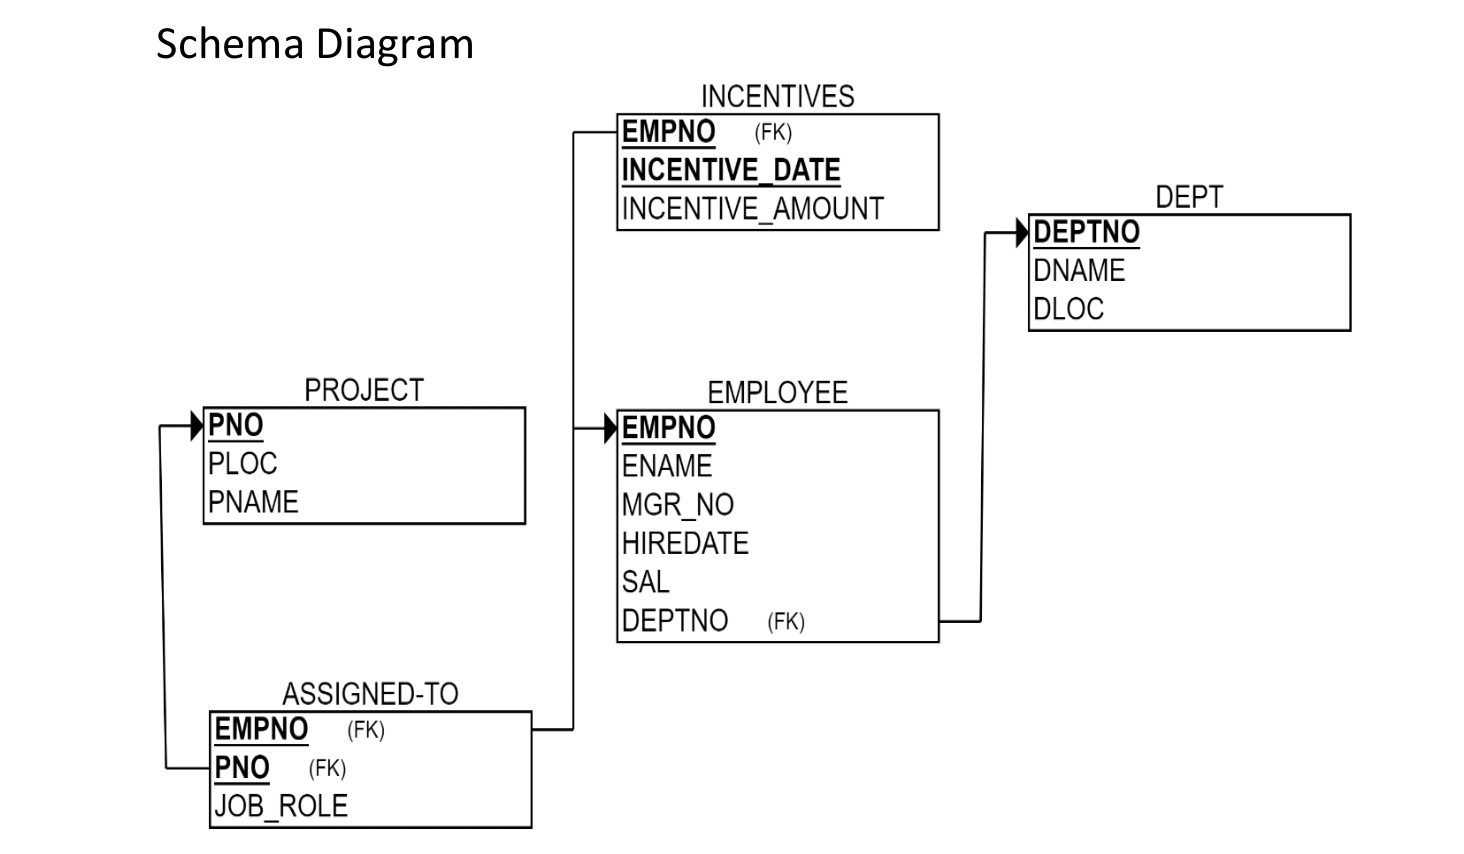 Schema Diagram
INCENTIVES
EMPNO (FK)
INCENTIVE_DATE
INCENTIVE_AMOUNT
DEPT
DEPTNO
DNAME
DLOC
PROJECT
PNO
PLOC
PNAME
EMPLOYEE
EMPNO
ENAME
MGR_NO
HIREDATE
SAL
DEPTNO (FK)
ASSIGNED-TO
EMPNO (FK)
PNO (FK)
JOB_ROLE